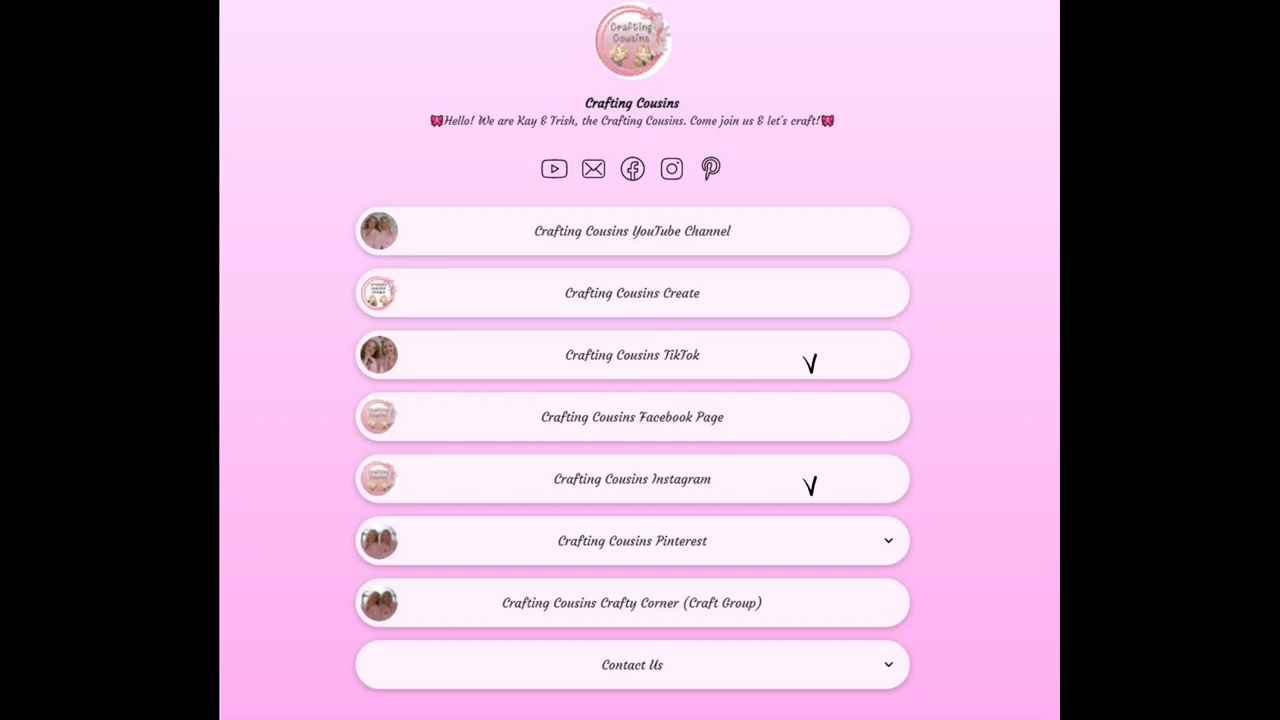 Crafting
Cousins
Crafting Cousins
Hello! We are Kay & Trish, the Crafting Cousins. Come join us & let's craft!
Crafting Cousins YouTube Channel
Crafting Cousins Create
Crafting Cousins TikTok
Crafting Cousins Facebook Page
Crafting Cousins Instagram
Crafting Cousins Pinterest
Crafting Cousins Crafty Corner (Craft Group)
Contact Us